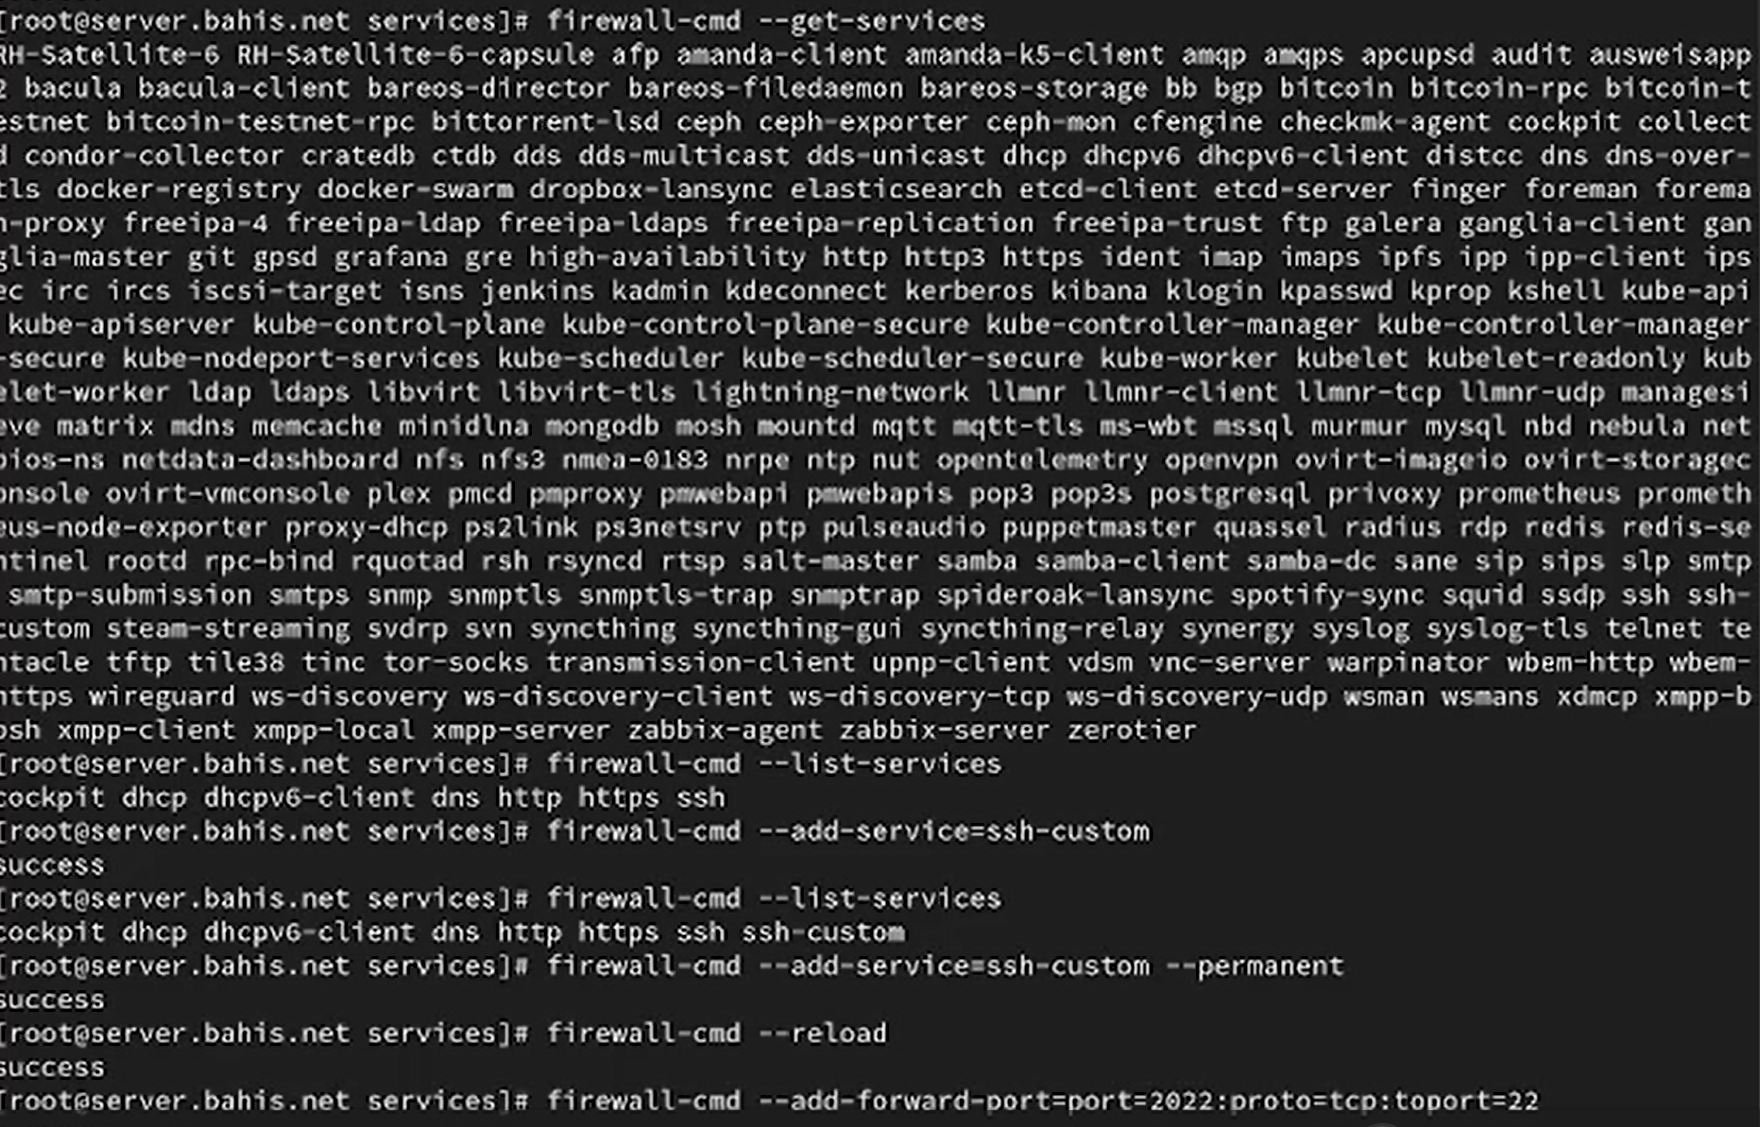 [root@server.bahis.net services]# firewall-cmd --get-services
RH-Satellite-6 RH-Satellite-6-capsule afp amanda-client amanda-k5-client amqp amqps apcupsd audit ausweisapp
2 bacula bacula-client bareos-director bareos-filedaemon bareos-storage bb bgp bitcoin bitcoin-rpc bitcoin-t
estnet bitcoin-testnet-rpc bittorrent-lsd ceph ceph-exporter ceph-mon cfengine checkmk-agent cockpit collect
d condor-collector cratedb ctdb dds dds-multicast dds-unicast dhcp dhcpv6 dhcpv6-client distcc dns dns-over-
tls docker-registry docker-swarm dropbox-lansync elasticsearch etcd-client etcd-server finger foreman forema
n-proxy freeipa-4 freeipa-ldap freeipa-ldaps freeipa-replication freeipa-trust ftp galera ganglia-client gan
glia-master git gpsd grafana gre high-availability http http3 https ident imap imaps ipfs ipp ipp-client ips
ec irc ircs iscsi-target isns jenkins kadmin kdeconnect kerberos kibana klogin kpasswd kprop kshell kube-api
kube-apiserver kube-control-plane kube-control-plane-secure kube-controller-manager kube-controller-manager
-secure kube-nodeport-services kube-scheduler kube-scheduler-secure kube-worker kubelet kubelet-readonly kub
elet-worker ldap ldaps libvirt libvirt-tls lightning-network llmnr llmnr-client llmnr-tcp llmnr-udp managesi
eve matrix mdns memcache minidlna mongodb mosh mountd mqtt mqtt-tls ms-wbt mssql murmur mysql nbd nebula net
bios-ns netdata-dashboard nfs nfs3 nmea-0183 nrpe ntp nut opentelemetry openvpn ovirt-imageio ovirt-storagec
onsole ovirt-vmconsole plex pmcd pmproxy pmwebapi pmwebapis pop3 pop3s postgresql privoxy prometheus prometh
eus-node-exporter proxy-dhcp ps2link ps3netsrv ptp pulseaudio puppetmaster quassel radius rdp redis redis-se
ntinel rootd rpc-bind rquotad rsh rsyncd rtsp salt-master samba samba-client samba-dc sane sip sips slp smtp
smtp-submission smtps snmp snmptls snmptls-trap snmptrap spideroak-lansync spotify-sync squid ssdp ssh ssh-
custom steam-streaming svdrp svn syncthing syncthing-gui syncthing-relay synergy syslog syslog-tls telnet te
ntacle tftp tile38 tinc tor-socks transmission-client upnp-client vdsm vnc-server warpinator wbem-http wbem-
https wireguard ws-discovery ws-discovery-client ws-discovery-tcp ws-discovery-udp wsman wsmans xdmcp xmpp-b
osh xmpp-client xmpp-local xmpp-server zabbix-agent zabbix-server zerotier
[root@server.bahis.net services]# firewall-cmd --list-services
cockpit dhcp dhcpv6-client dns http https ssh
[root@server.bahis.net services]# firewall-cmd --add-service=ssh-custom
success
[root@server.bahis.net services]# firewall-cmd --list-services
cockpit dhcp dhcpv6-client dns http https ssh ssh-custom
[root@server.bahis.net services]# firewall-cmd --add-service=ssh-custom --permanent
success
[root@server.bahis.net services]# firewall-cmd --reload
success
[root@server.bahis.net services]# firewall-cmd --add-forward-port=port=2022:proto=tcp:toport=22